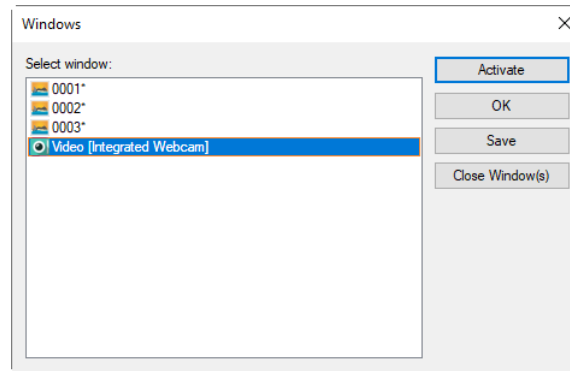 Windows
Select window:
0001*
0002*
0003*
Video [Integrated Webcam]
Activate
OK
Save
Close Window(s)